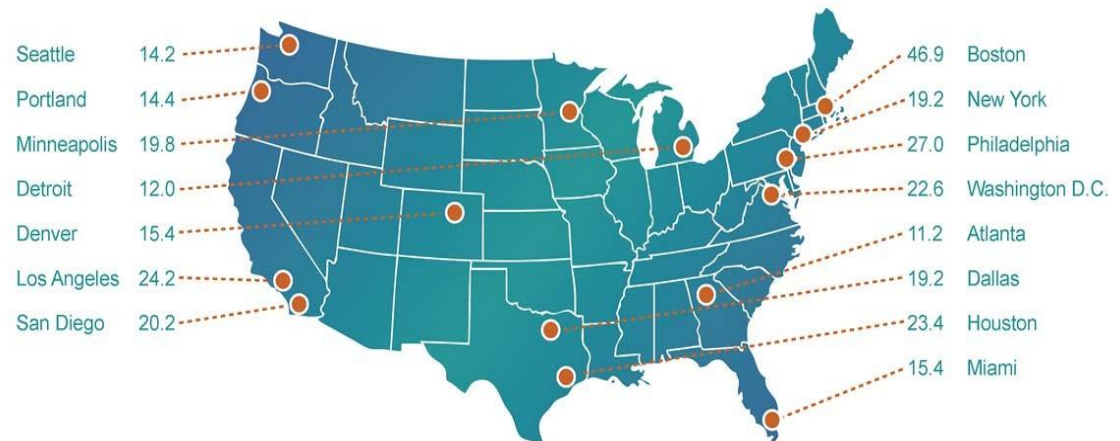 Seattle 14.2
Portland 14.4
Minneapolis 19.8
Detroit 12.0
Denver 15.4
Los Angeles 24.2
San Diego 20.2
46.9 Boston
19.2 New York
27.0 Philadelphia
22.6 Washington D.C.
11.2 Atlanta
19.2 Dallas
23.4 Houston
15.4 Miami